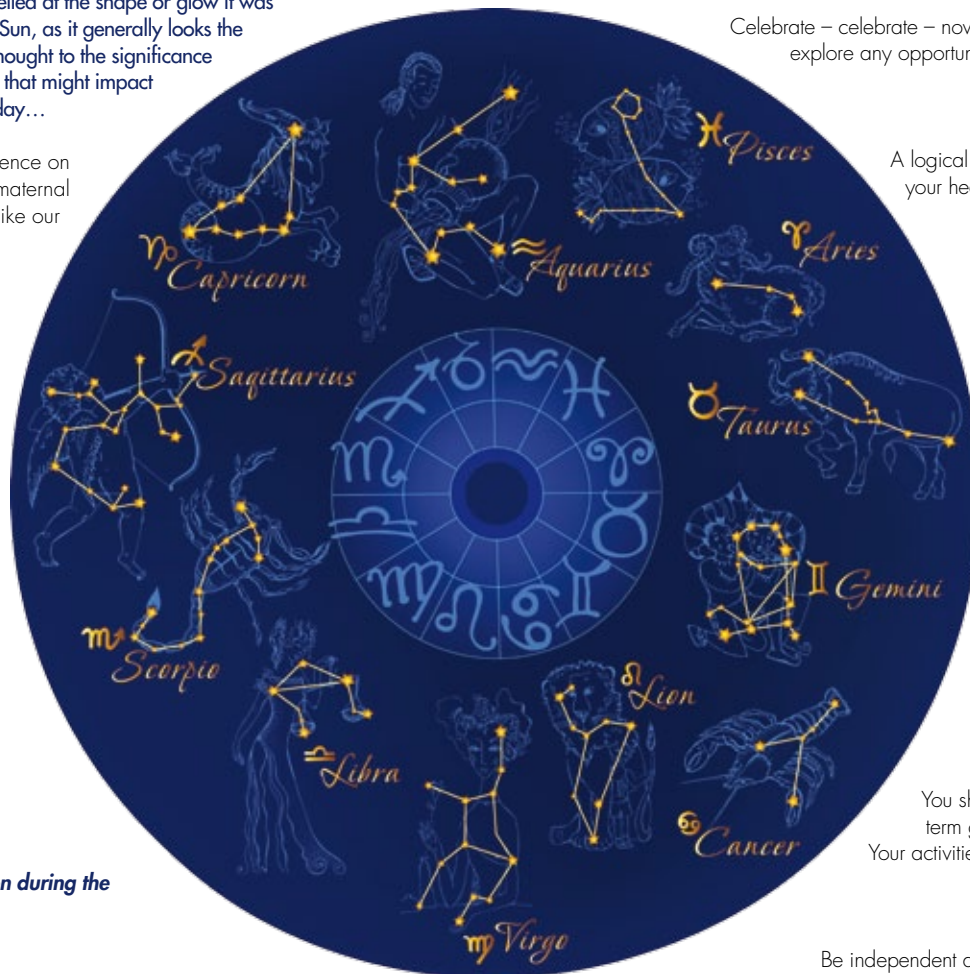 elled at the shape or glow it was
Sun, as it generally looks the
hought to the significance
that might impact
day…
ence on
maternal
ike our
n during the
Celebrate – celebrate – nov
explore any opportun
A logical
your hea
You sh
term g
Your activitie
Be independent o
♓ Pisces
♈ Aries
♑ Capricorn
♒ Aquarius
♐ Sagittarius
♉ Taurus
♊ Gemini
♏ Scorpio
♌ Lion
♎ Libra
♋ Cancer
♍ Virgo